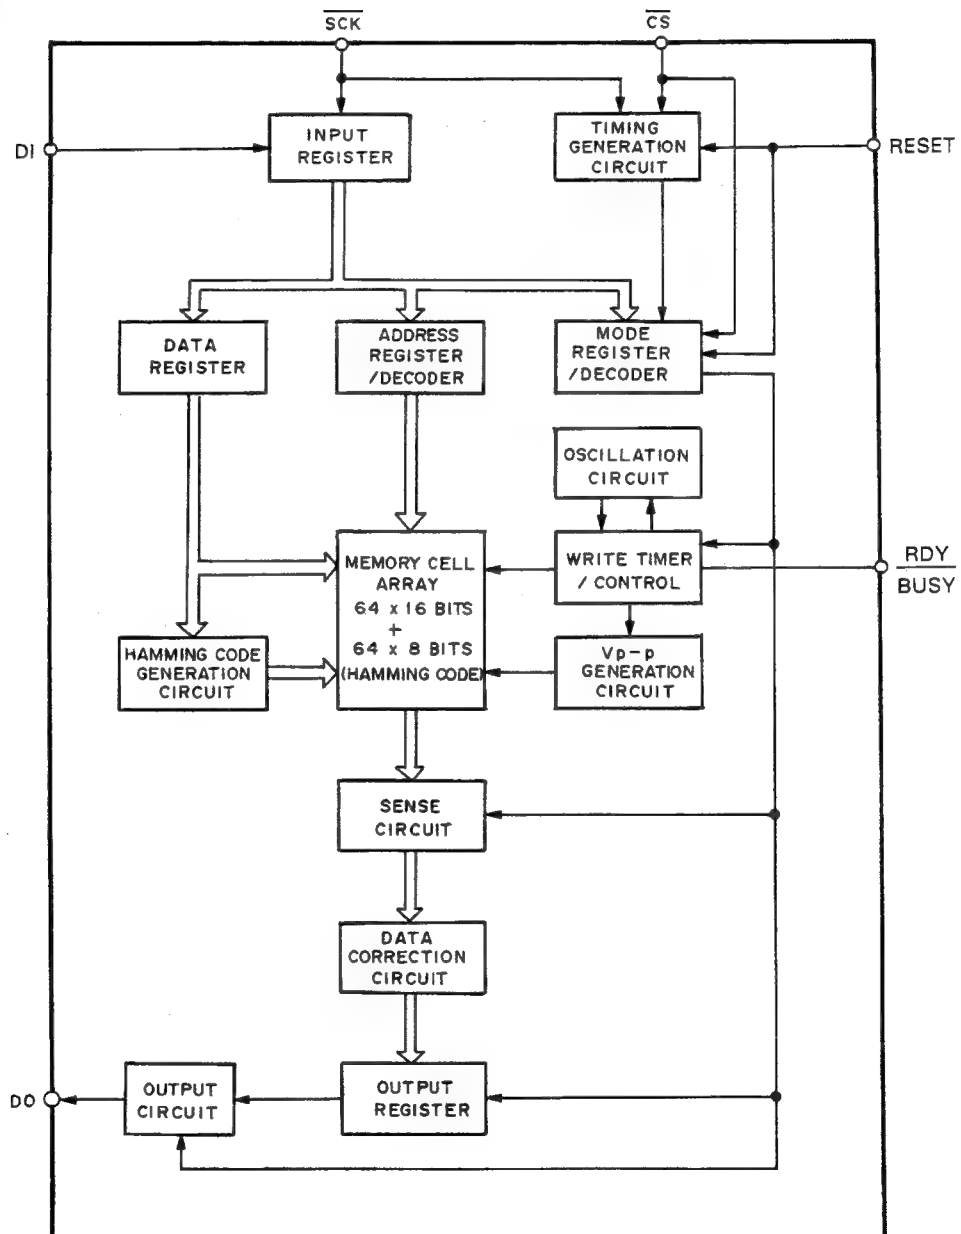 SCK
CS
DI
INPUT
REGISTER
TIMING
GENERATION
CIRCUIT
RESET
DATA
REGISTER
ADDRESS
REGISTER
/DECODER
MODE
REGISTER
/DECODER
OSCILLATION
CIRCUIT
MEMORY CELL
ARRAY
64 x 16 BITS
+
64 x 8 BITS
(HAMMING CODE)
WRITE TIMER
/ CONTROL
RDY
BUSY
HAMMING CODE
GENERATION
CIRCUIT
Vp-p
GENERATION
CIRCUIT
SENSE
CIRCUIT
DATA
CORRECTION
CIRCUIT
DO
OUTPUT
CIRCUIT
OUTPUT
REGISTER